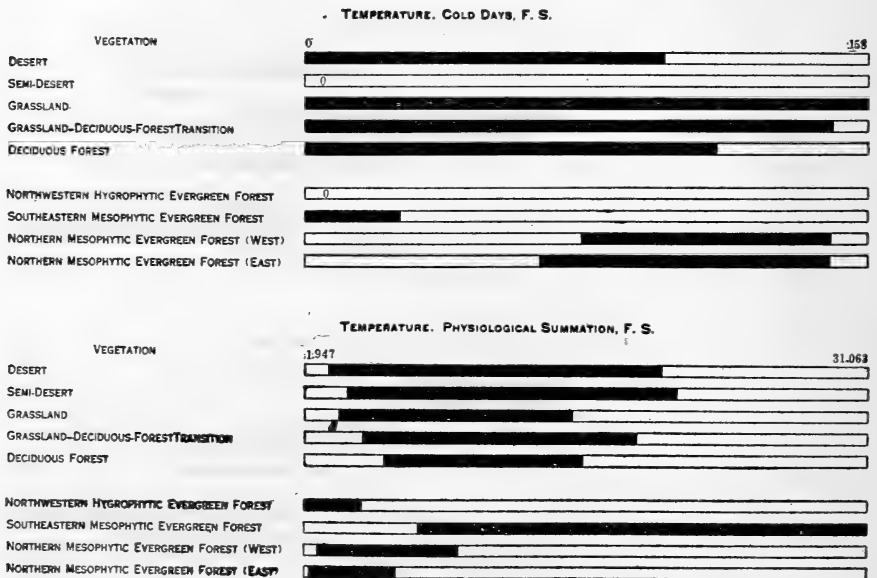 TEMPERATURE. COLD DAYS, F. S.
VEGETATION 0 158
DESERT
SEMI-DESERT 0
GRASSLAND
GRASSLAND-DECIDUOUS-FOREST TRANSITION
DECIDUOUS FOREST
NORTHWESTERN HYGROPHYTIC EVERGREEN FOREST 0
SOUTHEASTERN MESOPHYTIC EVERGREEN FOREST
NORTHERN MESOPHYTIC EVERGREEN FOREST (WEST)
NORTHERN MESOPHYTIC EVERGREEN FOREST (EAST)
TEMPERATURE. PHYSIOLOGICAL SUMMATION, F. S.
VEGETATION 1.947 31.063
DESERT
SEMI-DESERT
GRASSLAND
GRASSLAND-DECIDUOUS-FOREST TRANSITION
DECIDUOUS FOREST
NORTHWESTERN HYGROPHYTIC EVERGREEN FOREST
SOUTHEASTERN MESOPHYTIC EVERGREEN FOREST
NORTHERN MESOPHYTIC EVERGREEN FOREST (WEST)
NORTHERN MESOPHYTIC EVERGREEN FOREST (EAST)